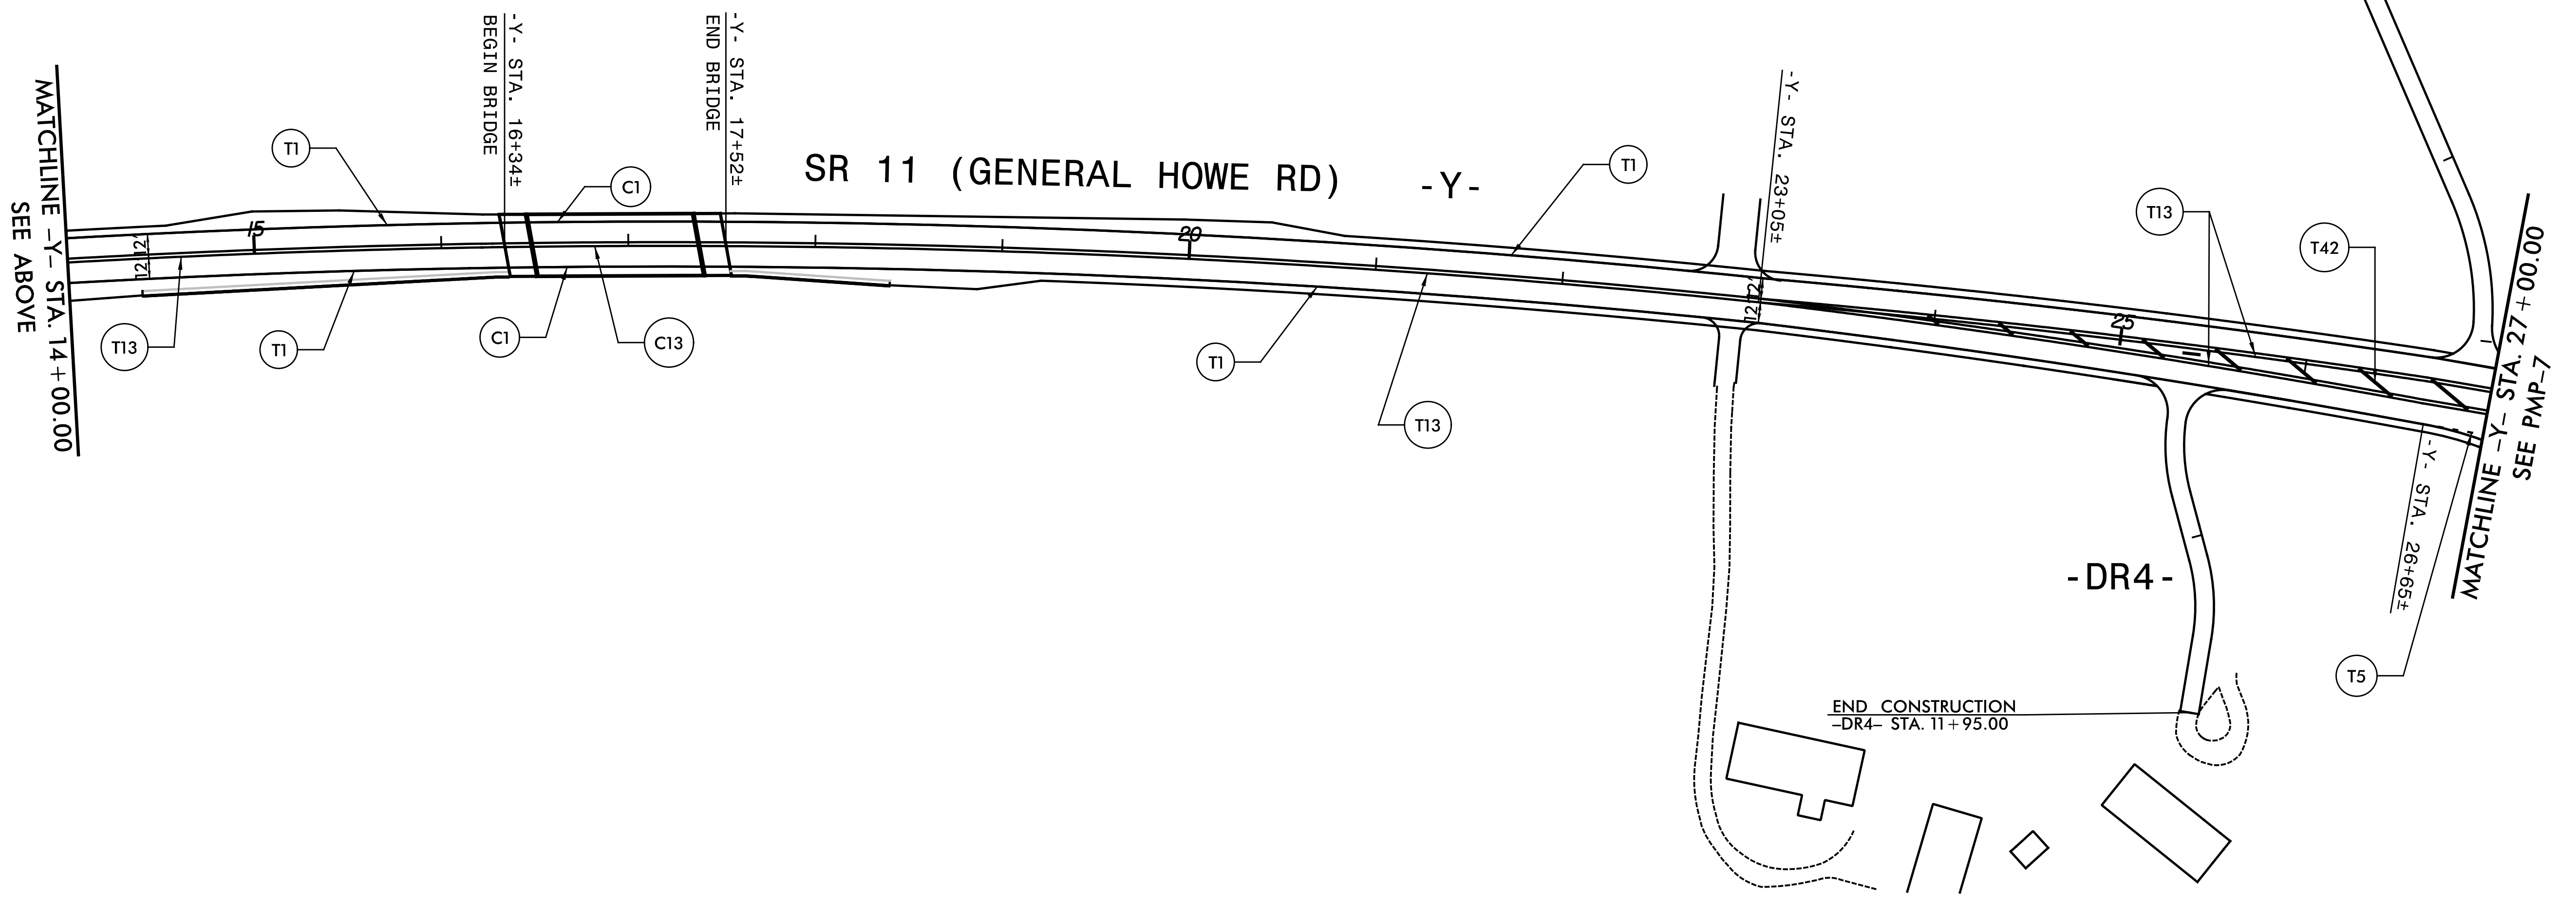 MATCHLINE –Y– STA. 14+00.00
SEE ABOVE
-Y- STA. 16+34±
BEGIN BRIDGE
-Y- STA. 17+52±
END BRIDGE
T1
C1
SR 11 (GENERAL HOWE RD) -Y-
T1
-Y- STA. 23+05±
T13
T42
15
20
25
12'
12'
12'
12'
T13
T1
C1
C13
T1
T13
MATCHLINE –Y– STA. 27+00.00
SEE PMP–7
-Y- STA. 26+65±
-DR4-
T5
END CONSTRUCTION
–DR4– STA. 11+95.00